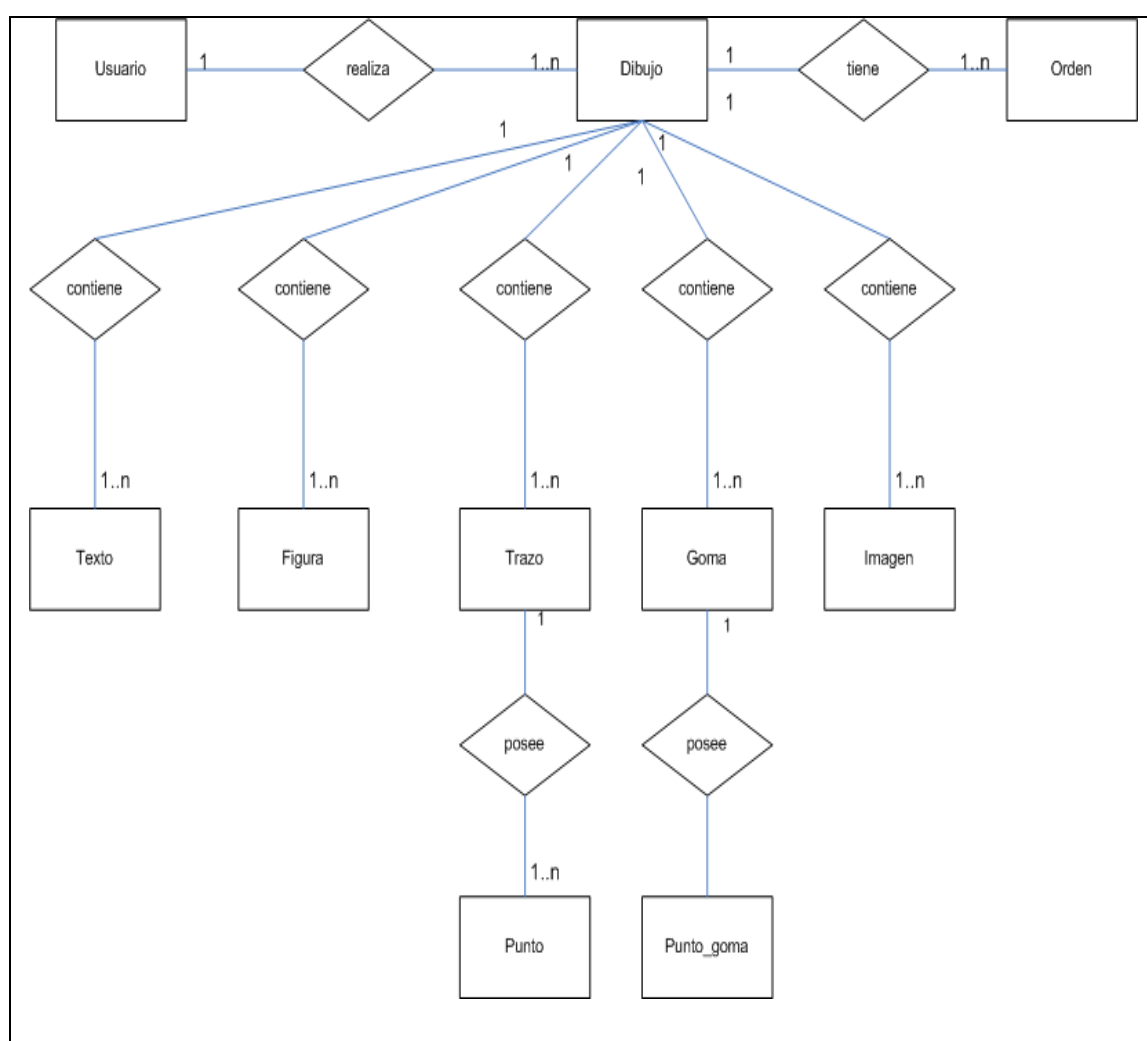 Usuario
1
realiza
1..n
Dibujo
1
tiene
1..n
Orden
1
1
1
1
1
contiene
contiene
contiene
contiene
contiene
1..n
1..n
1..n
1..n
1..n
Texto
Figura
Trazo
Goma
Imagen
1
1
posee
posee
1..n
Punto
Punto_goma